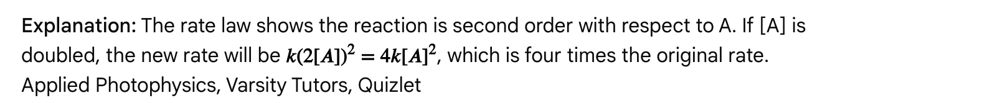 Explanation: The rate law shows the reaction is second order with respect to A. If [A] is
doubled, the new rate will be k(2[A])² = 4k[A]², which is four times the original rate.
Applied Photophysics, Varsity Tutors, Quizlet